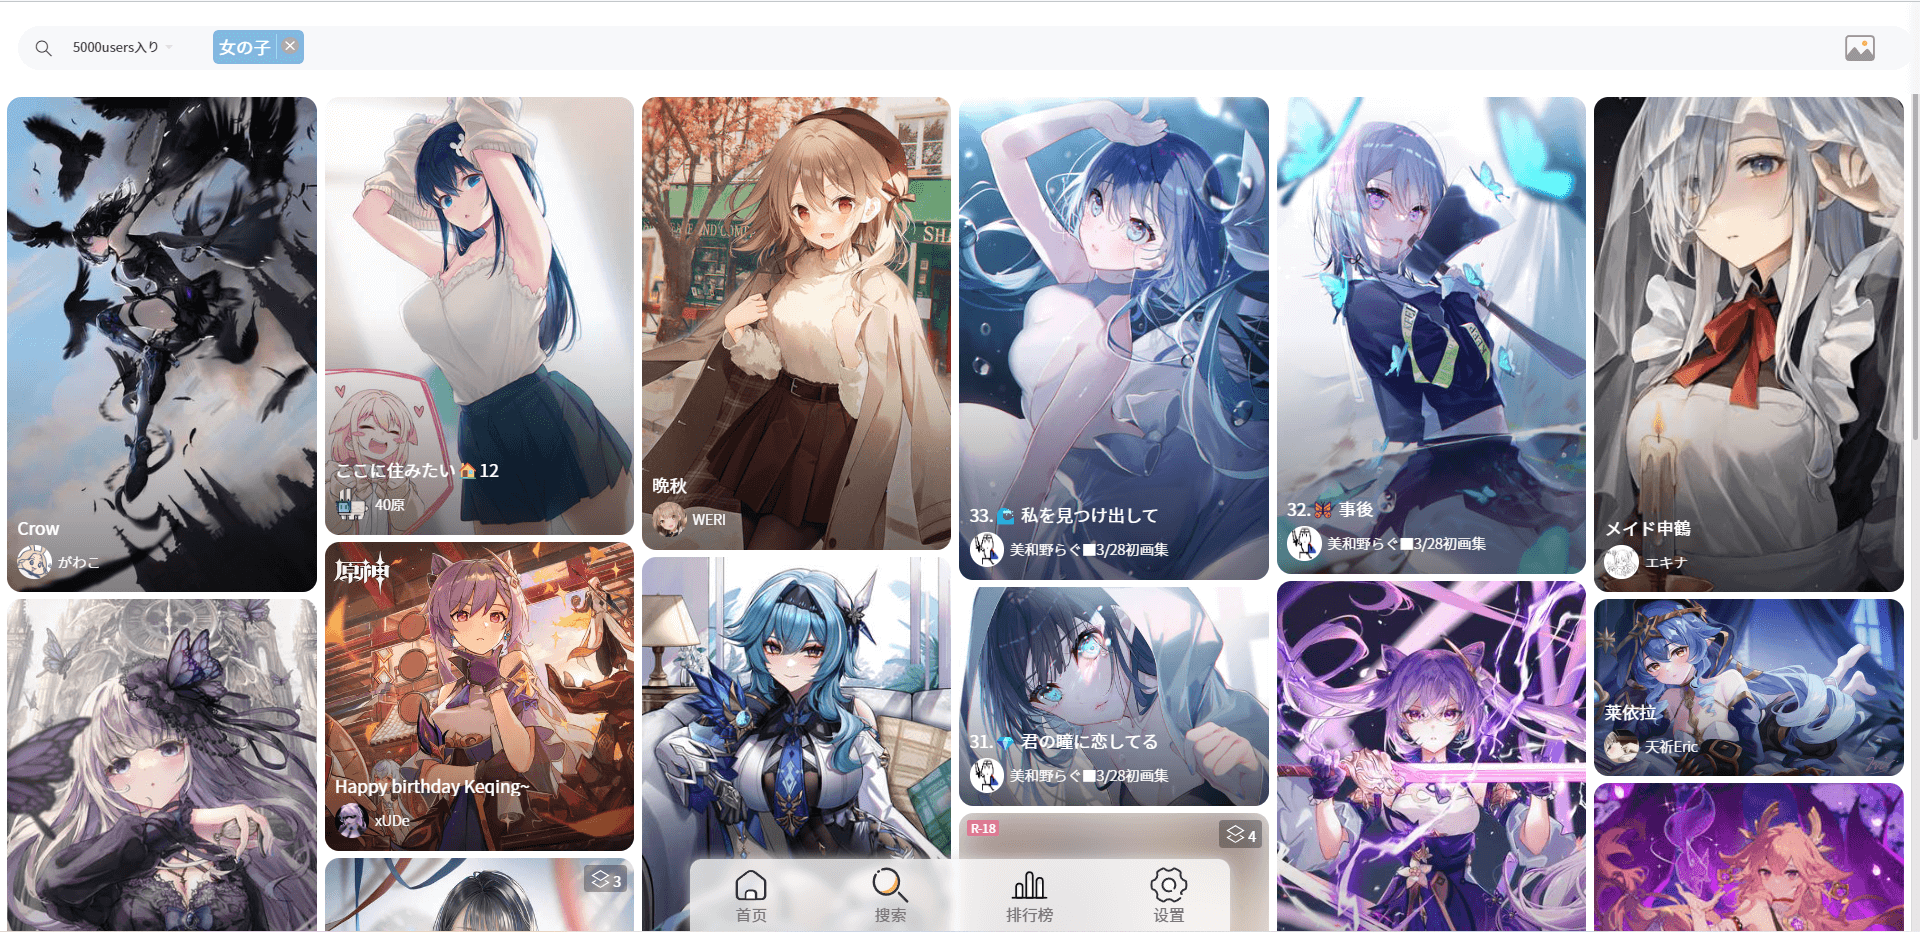 5000users入り
女の子
Crow
がわこ
ここに住みたい🏠12
40原
晩秋
WERI
33.🌊 私を見つけ出して
美和野らぐ■3/28初画集
32.🦋 事後
美和野らぐ■3/28初画集
メイド申鶴
エキナ
原神
Happy birthday Keqing~
xUDe
31.💎 君の瞳に恋してる
美和野らぐ■3/28初画集
莱依拉
天祈Eric
R-18
4
3
首页
搜索
排行榜
设置